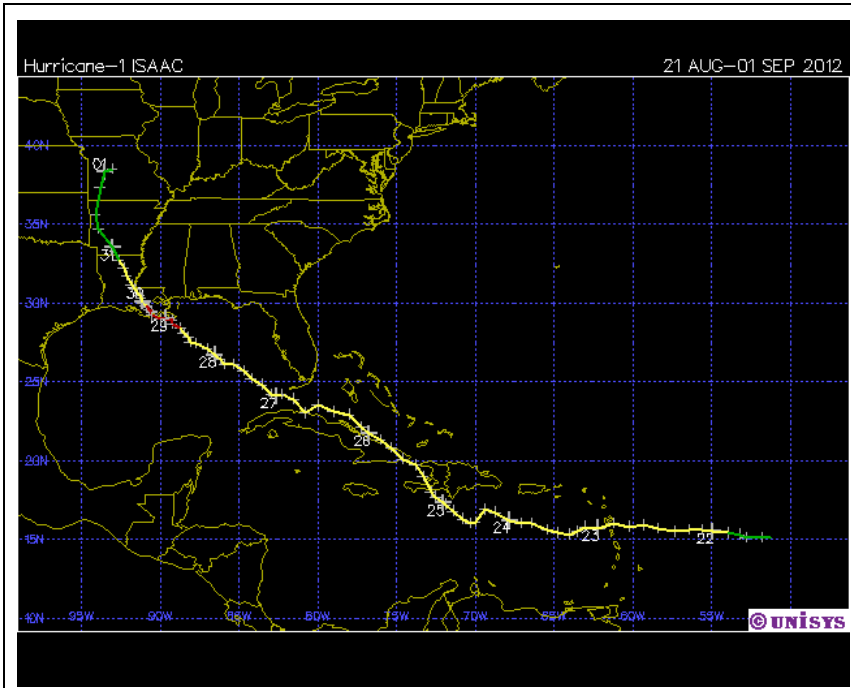 Hurricane-1 ISAAC 21 AUG-01 SEP 2012
40N
01
35N
31
30N
30
29
28
25N
27
26
20N
25
24
23
22
15N
10N 95W 90W 85W 80W 75W 70W 65W 60W 55W
© UNISYS